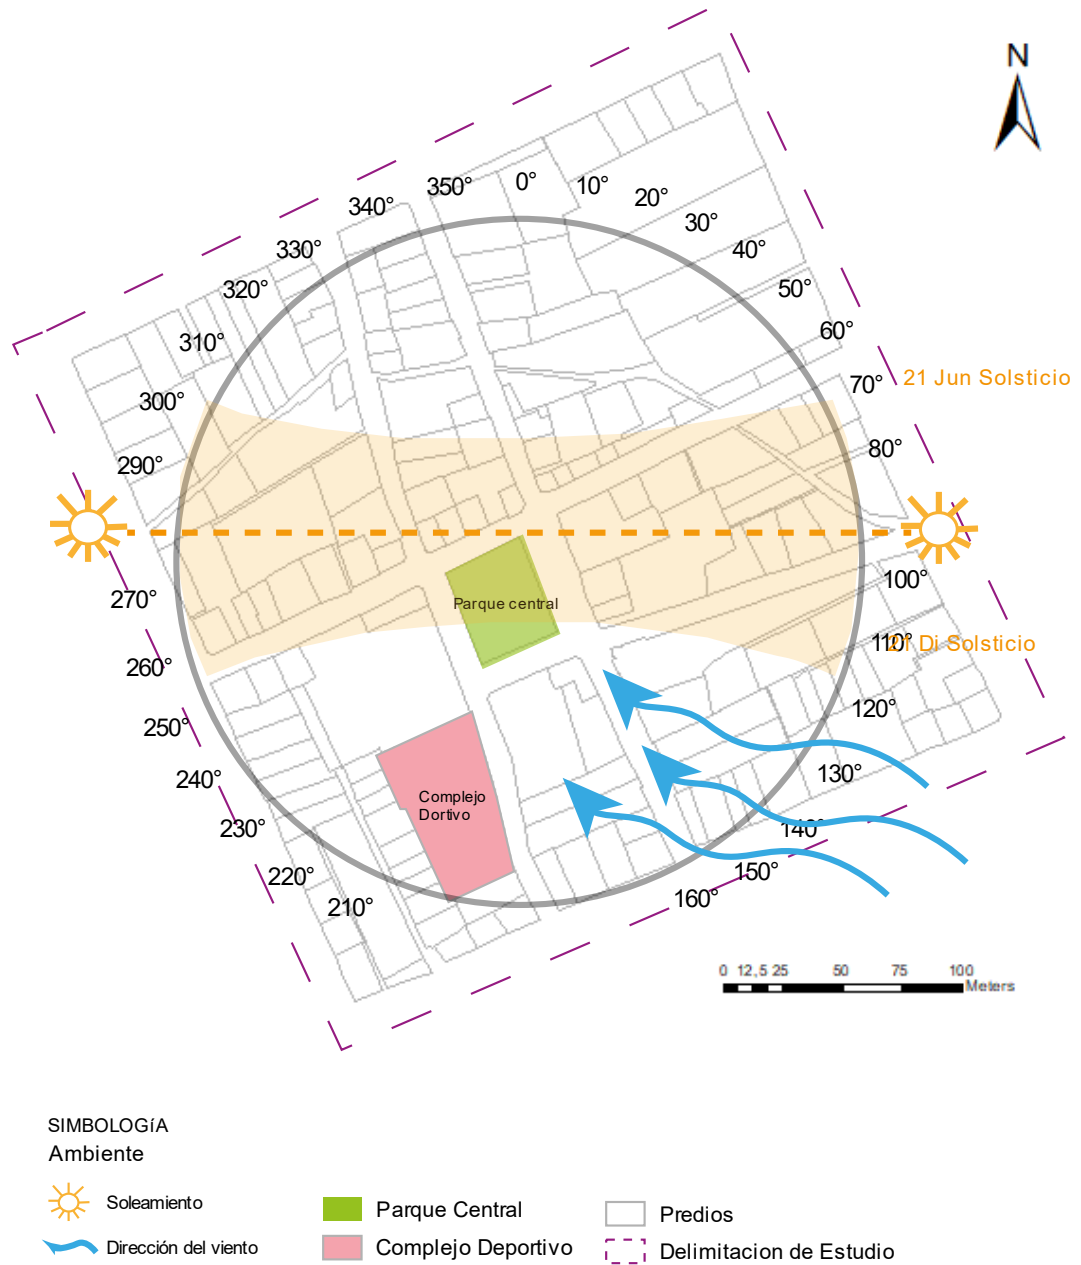 N
350°
0°
10°
20°
30°
40°
50°
60°
70°
80°
340°
330°
320°
310°
300°
290°
21 Jun Solsticio
270°
260°
250°
240°
230°
220°
210°
100°
110°
21 Di Solsticio
120°
130°
140°
150°
160°
Parque central
Complejo
Dortivo
0 12,5 25 50 75 100
Meters
SIMBOLOGíA
Ambiente
Soleamiento
Dirección del viento
Parque Central
Complejo Deportivo
Predios
Delimitacion de Estudio